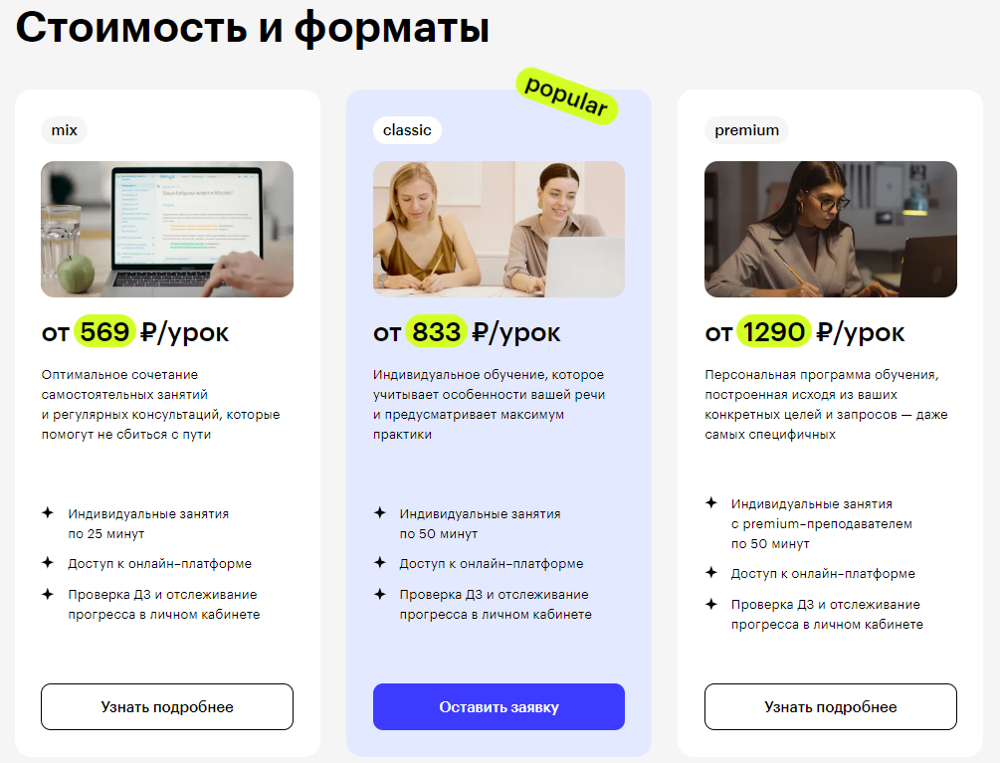 Стоимость и форматы
popular
mix
от 569 ₽/урок
Оптимальное сочетание
самостоятельных занятий
и регулярных консультаций, которые
помогут не сбиться с пути
Индивидуальные занятия
по 25 минут
Доступ к онлайн–платформе
Проверка ДЗ и отслеживание
прогресса в личном кабинете
Узнать подробнее
classic
от 833 ₽/урок
Индивидуальное обучение, которое
учитывает особенности вашей речи
и предусматривает максимум
практики
Индивидуальные занятия
по 50 минут
Доступ к онлайн–платформе
Проверка ДЗ и отслеживание
прогресса в личном кабинете
Оставить заявку
premium
от 1290 ₽/урок
Персональная программа обучения,
построенная исходя из ваших
конкретных целей и запросов — даже
самых специфичных
Индивидуальные занятия
с premium–преподавателем
по 50 минут
Доступ к онлайн–платформе
Проверка ДЗ и отслеживание
прогресса в личном кабинете
Узнать подробнее